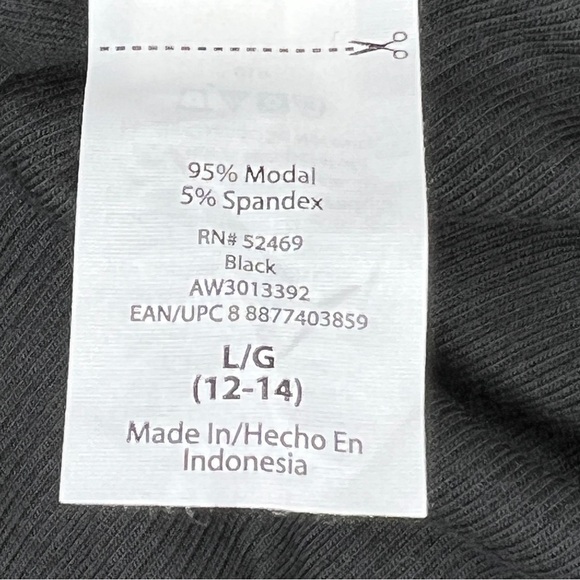 95% Modal
5% Spandex
RN# 52469
Black
AW3013392
EAN/UPC 8 8877403859
L/G
(12-14)
Made In/Hecho En
Indonesia